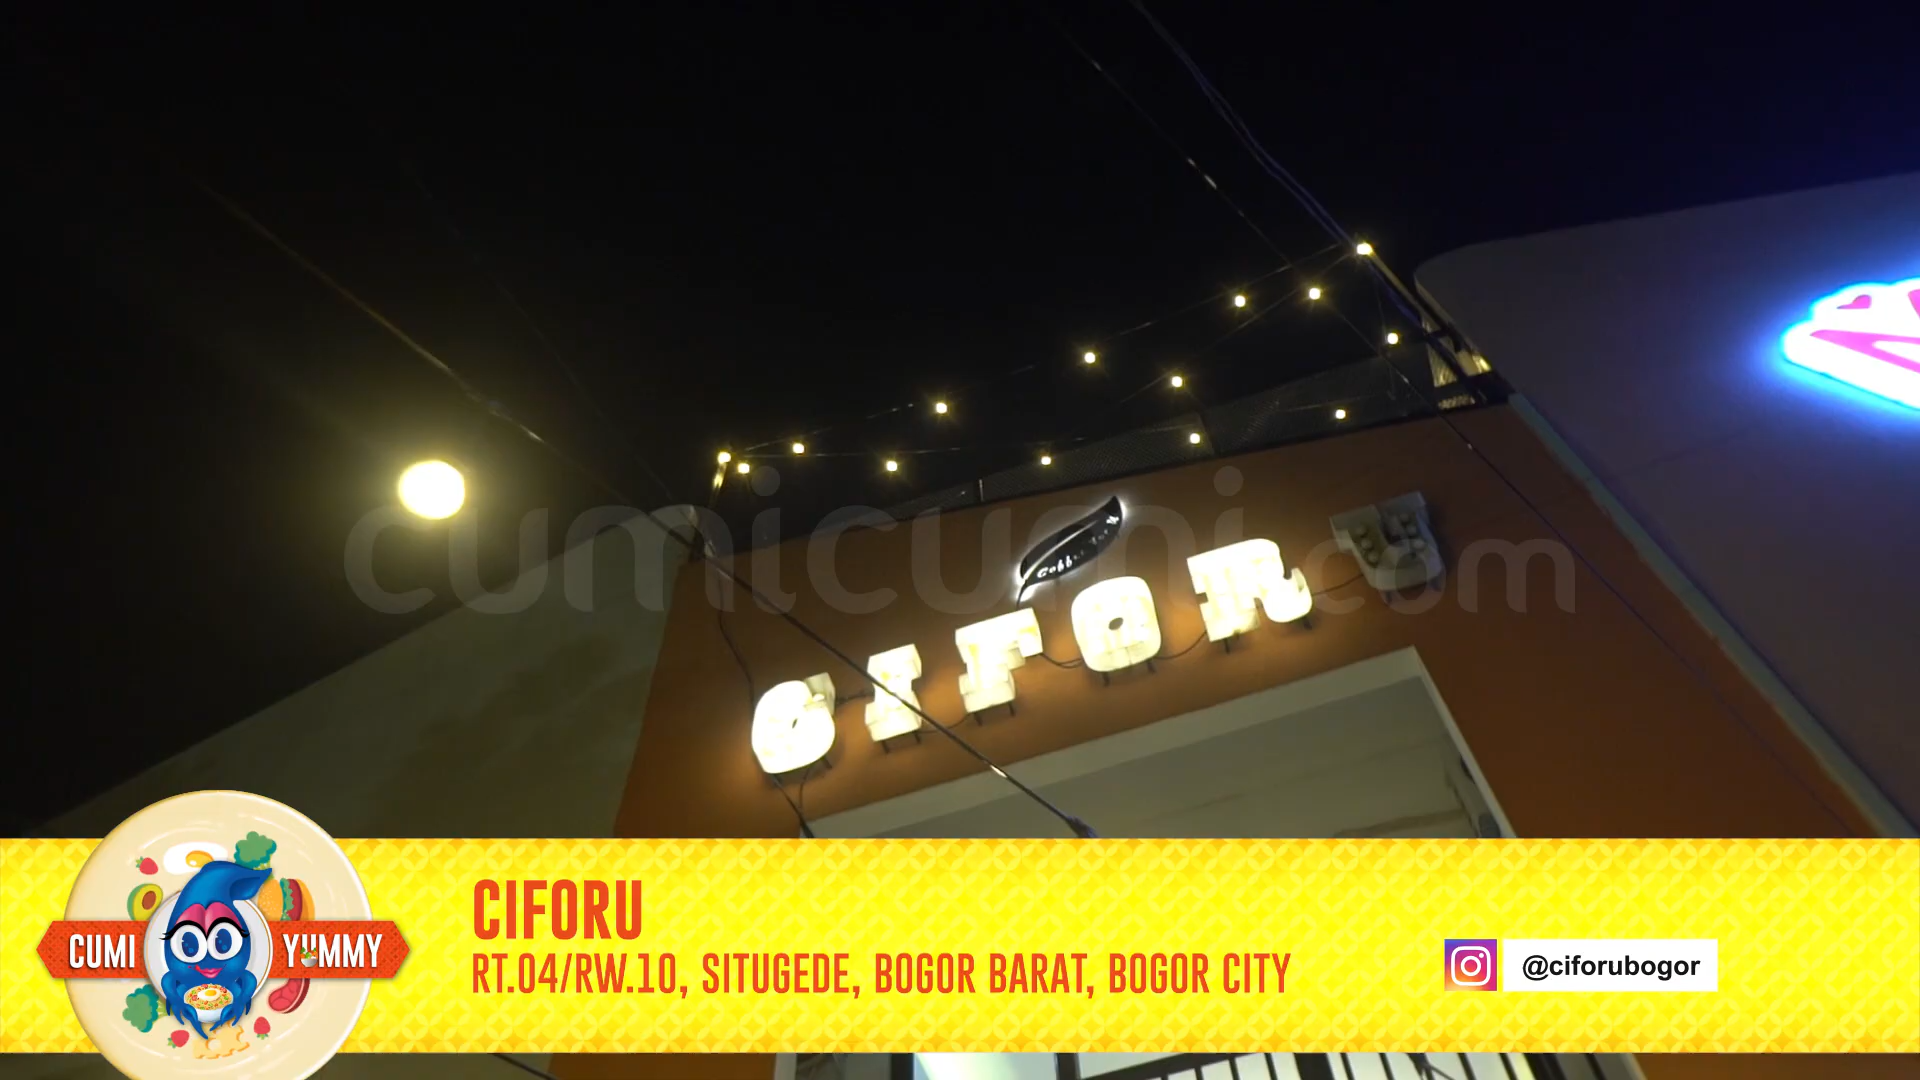 cumicumi.com
CIFORU
CUMI YUMMY
CIFORU
RT.04/RW.10, SITUGEDE, BOGOR BARAT, BOGOR CITY
@ciforubogor